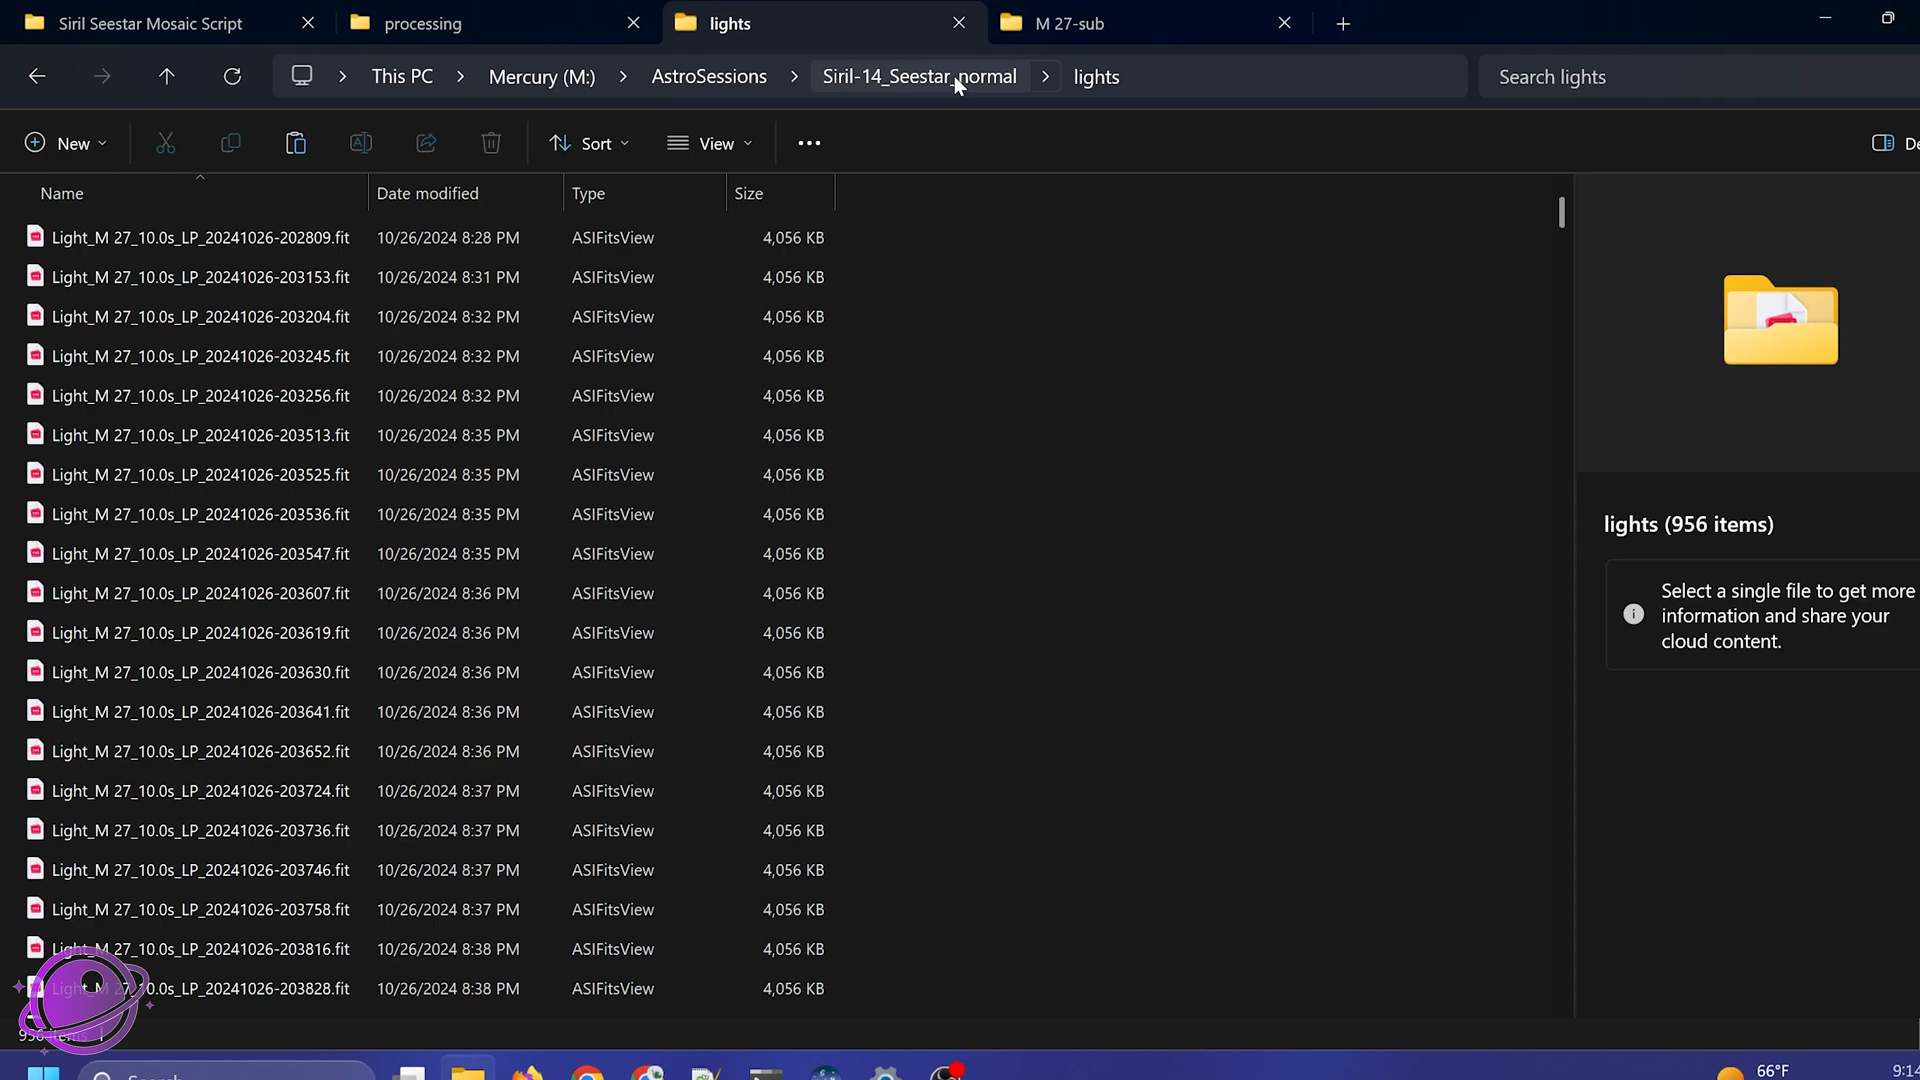 Siril Seestar Mosaic Script
processing
lights
M 27-sub
This PC
Mercury (M:)
AstroSessions
Siril-14_Seestar_normal
lights
Search lights
New
Sort
View
Name
Date modified
Type
Size
Light_M 27_10.0s_LP_20241026-202809.fit 10/26/2024 8:28 PM ASIFitsView 4,056 KB
Light_M 27_10.0s_LP_20241026-203153.fit 10/26/2024 8:31 PM ASIFitsView 4,056 KB
Light_M 27_10.0s_LP_20241026-203204.fit 10/26/2024 8:32 PM ASIFitsView 4,056 KB
Light_M 27_10.0s_LP_20241026-203245.fit 10/26/2024 8:32 PM ASIFitsView 4,056 KB
Light_M 27_10.0s_LP_20241026-203256.fit 10/26/2024 8:32 PM ASIFitsView 4,056 KB
Light_M 27_10.0s_LP_20241026-203513.fit 10/26/2024 8:35 PM ASIFitsView 4,056 KB
Light_M 27_10.0s_LP_20241026-203525.fit 10/26/2024 8:35 PM ASIFitsView 4,056 KB
Light_M 27_10.0s_LP_20241026-203536.fit 10/26/2024 8:35 PM ASIFitsView 4,056 KB
Light_M 27_10.0s_LP_20241026-203547.fit 10/26/2024 8:35 PM ASIFitsView 4,056 KB
Light_M 27_10.0s_LP_20241026-203607.fit 10/26/2024 8:36 PM ASIFitsView 4,056 KB
Light_M 27_10.0s_LP_20241026-203619.fit 10/26/2024 8:36 PM ASIFitsView 4,056 KB
Light_M 27_10.0s_LP_20241026-203630.fit 10/26/2024 8:36 PM ASIFitsView 4,056 KB
Light_M 27_10.0s_LP_20241026-203641.fit 10/26/2024 8:36 PM ASIFitsView 4,056 KB
Light_M 27_10.0s_LP_20241026-203652.fit 10/26/2024 8:36 PM ASIFitsView 4,056 KB
Light_M 27_10.0s_LP_20241026-203724.fit 10/26/2024 8:37 PM ASIFitsView 4,056 KB
Light_M 27_10.0s_LP_20241026-203736.fit 10/26/2024 8:37 PM ASIFitsView 4,056 KB
Light_M 27_10.0s_LP_20241026-203746.fit 10/26/2024 8:37 PM ASIFitsView 4,056 KB
Light_M 27_10.0s_LP_20241026-203758.fit 10/26/2024 8:37 PM ASIFitsView 4,056 KB
Light_M 27_10.0s_LP_20241026-203816.fit 10/26/2024 8:38 PM ASIFitsView 4,056 KB
Light_M 27_10.0s_LP_20241026-203828.fit 10/26/2024 8:38 PM ASIFitsView 4,056 KB
lights (956 items)
Select a single file to get more
information and share your
cloud content.
956 items
66°F